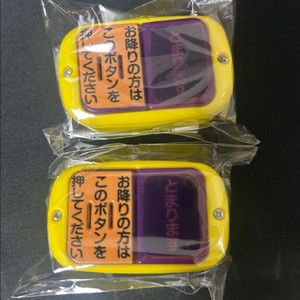 お降りの方は
このボタンを
押してください
とまります
お降りの方は
このボタンを
押してください
とまります